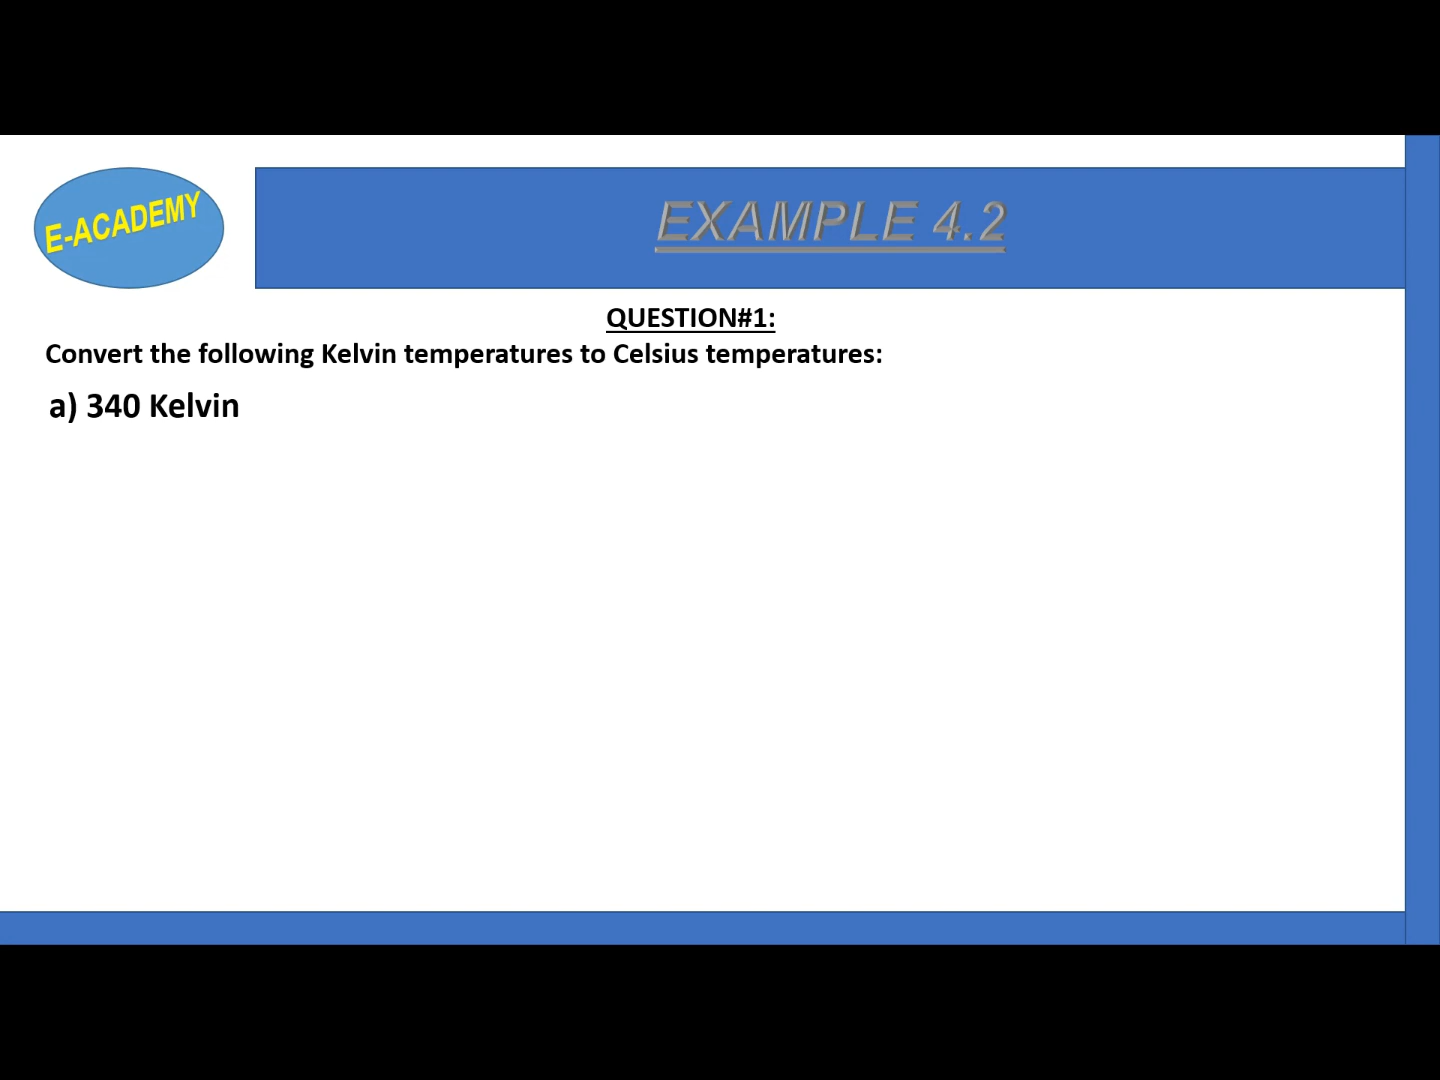 E-ACADEMY
EXAMPLE 4.2
QUESTION#1:
Convert the following Kelvin temperatures to Celsius temperatures:
a) 340 Kelvin